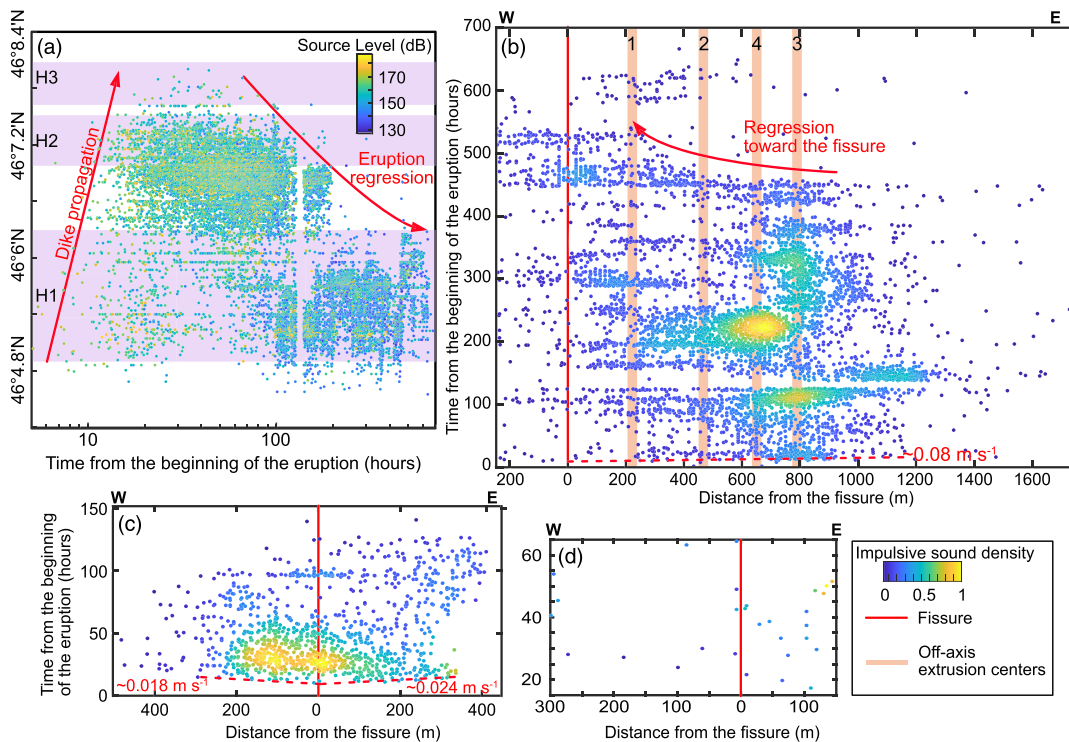 (a)
Source Level (dB)
170
150
130
H3
H2
H1
Dike propagation
Eruption
regression
46°8.4'N
46°7.2'N
46°6'N
46°4.8'N
10
100
Time from the beginning of the eruption (hours)
W
E
(b)
1
2
4
3
Regression
toward the fissure
~0.08 m s-1
700
600
500
400
300
200
100
0
Time from the beginning of the eruption (hours)
200
0
200
400
600
800
1000
1200
1400
1600
Distance from the fissure (m)
W
E
(c)
150
100
50
0
Time from the beginning
of the eruption (hours)
~0.018 m s-1
~0.024 m s-1
400
200
0
200
400
Distance from the fissure (m)
W
E
(d)
60
40
20
300
200
100
0
100
Distance from the fissure (m)
Impulsive sound density
0
0.5
1
Fissure
Off-axis
extrusion centers